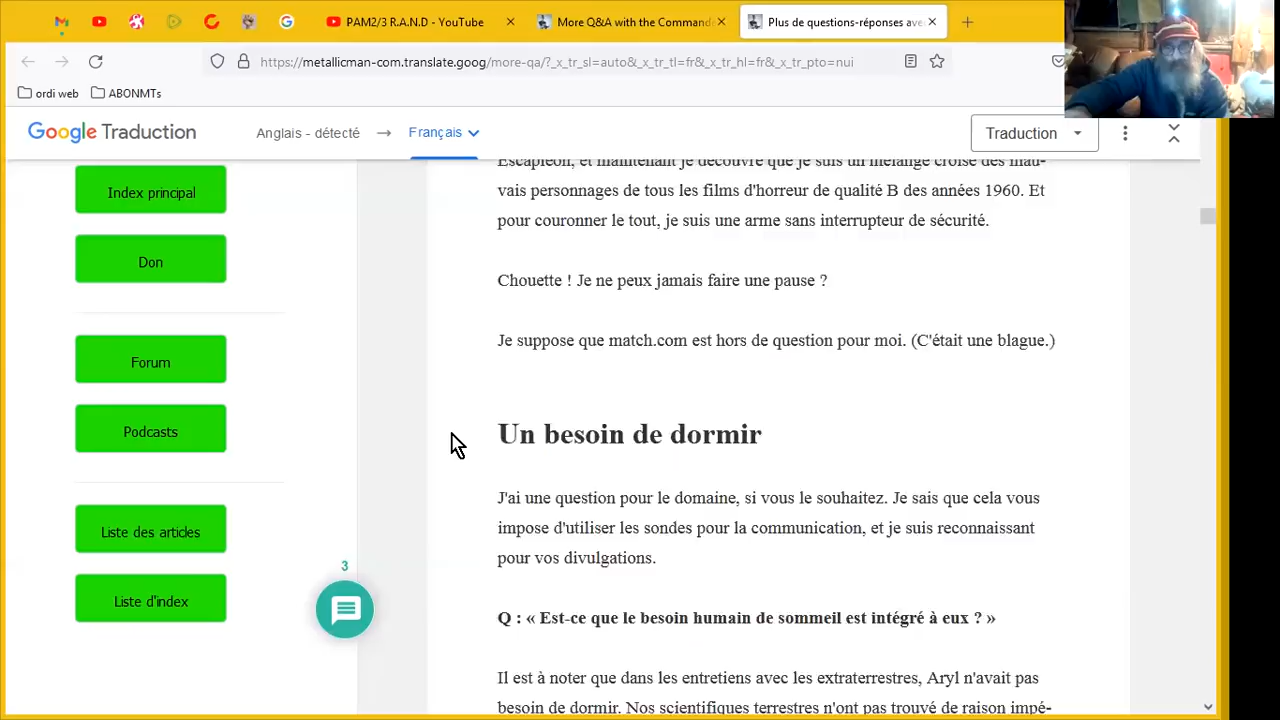 PAM2/3 R.A.N.D - YouTube
More Q&A with the Command
Plus de questions-réponses ave
https://metallicman-com.translate.goog/more-qa/?_x_tr_sl=auto&_x_tr_tl=fr&_x_tr_hl=fr&_x_tr_pto=nui
ordi web
ABONMTs
Google Traduction
Anglais - détecté
Français
Traduction
Index principal
Don
Forum
Podcasts
Liste des articles
Liste d'index
3
Escapléon, et maintenant je découvre que je suis un mélange croisé des mau-
vais personnages de tous les films d'horreur de qualité B des années 1960. Et
pour couronner le tout, je suis une arme sans interrupteur de sécurité.
Chouette ! Je ne peux jamais faire une pause ?
Je suppose que match.com est hors de question pour moi. (C'était une blague.)
Un besoin de dormir
J'ai une question pour le domaine, si vous le souhaitez. Je sais que cela vous
impose d'utiliser les sondes pour la communication, et je suis reconnaissant
pour vos divulgations.
Q : « Est-ce que le besoin humain de sommeil est intégré à eux ? »
Il est à noter que dans les entretiens avec les extraterrestres, Aryl n'avait pas
besoin de dormir. Nos scientifiques terrestres n'ont pas trouvé de raison impé-